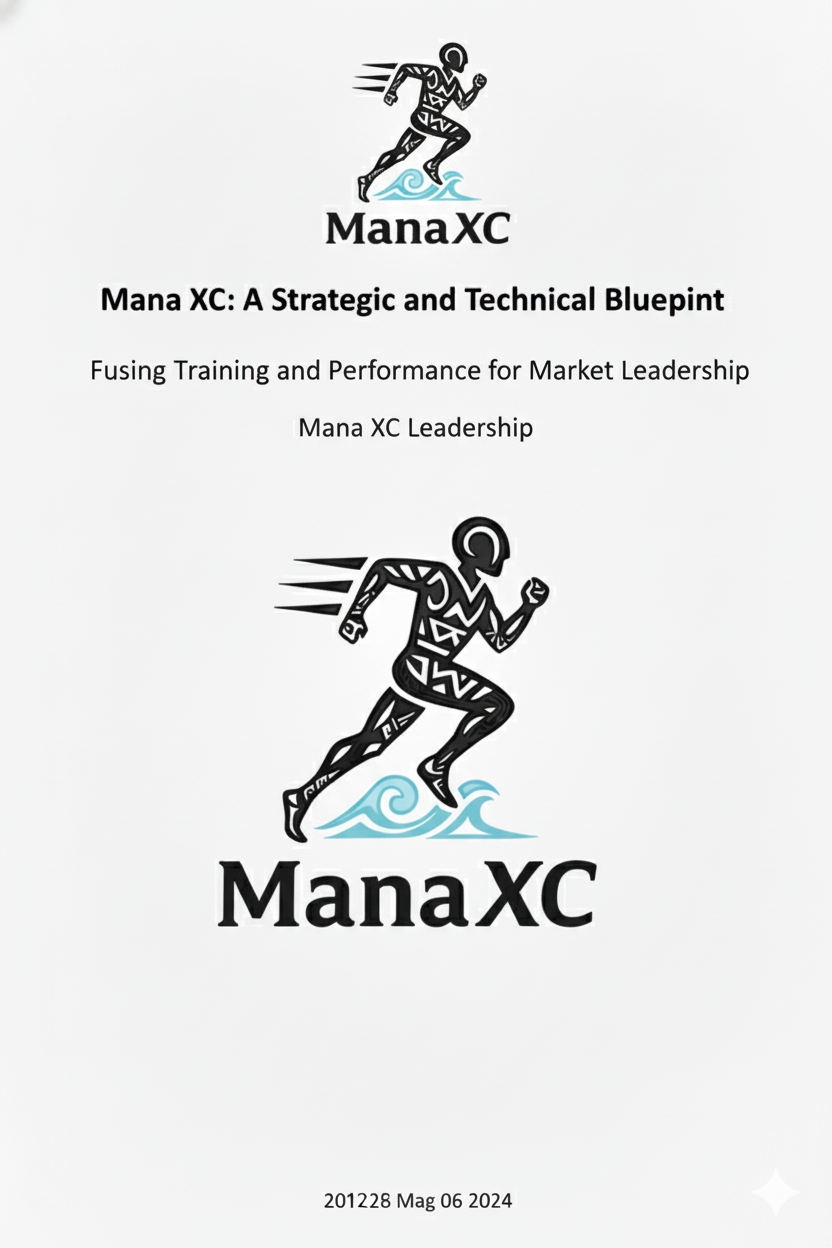 ManaXC
Mana XC: A Strategic and Technical Bluepint
Fusing Training and Performance for Market Leadership
Mana XC Leadership
ManaXC
201228 Mag 06 2024